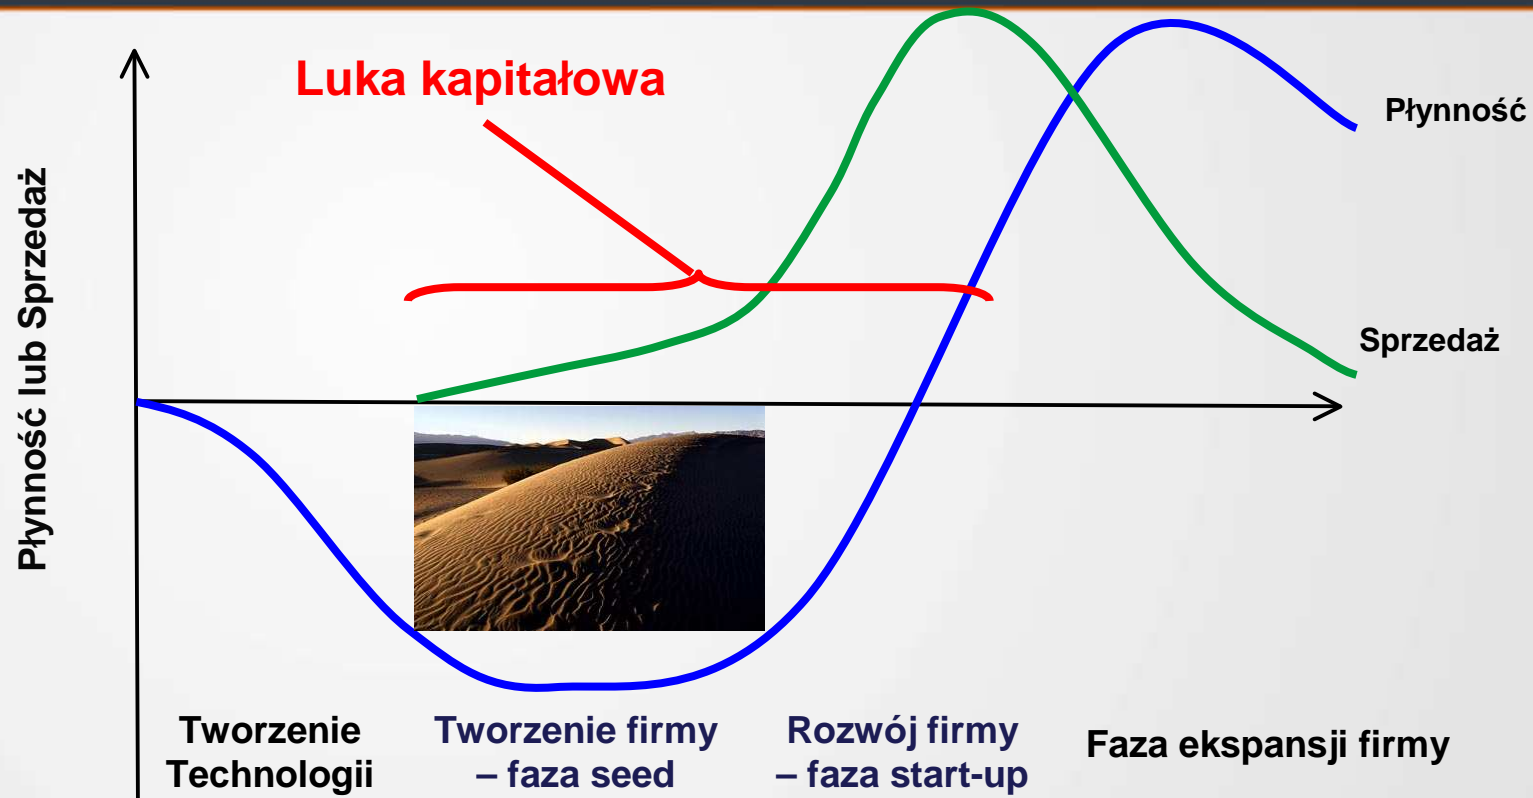 Luka kapitałowa
Płynność
Płynność lub Sprzedaż
Sprzedaż
Tworzenie
Technologii
Tworzenie firmy
– faza seed
Rozwój firmy
– faza start-up
Faza ekspansji firmy